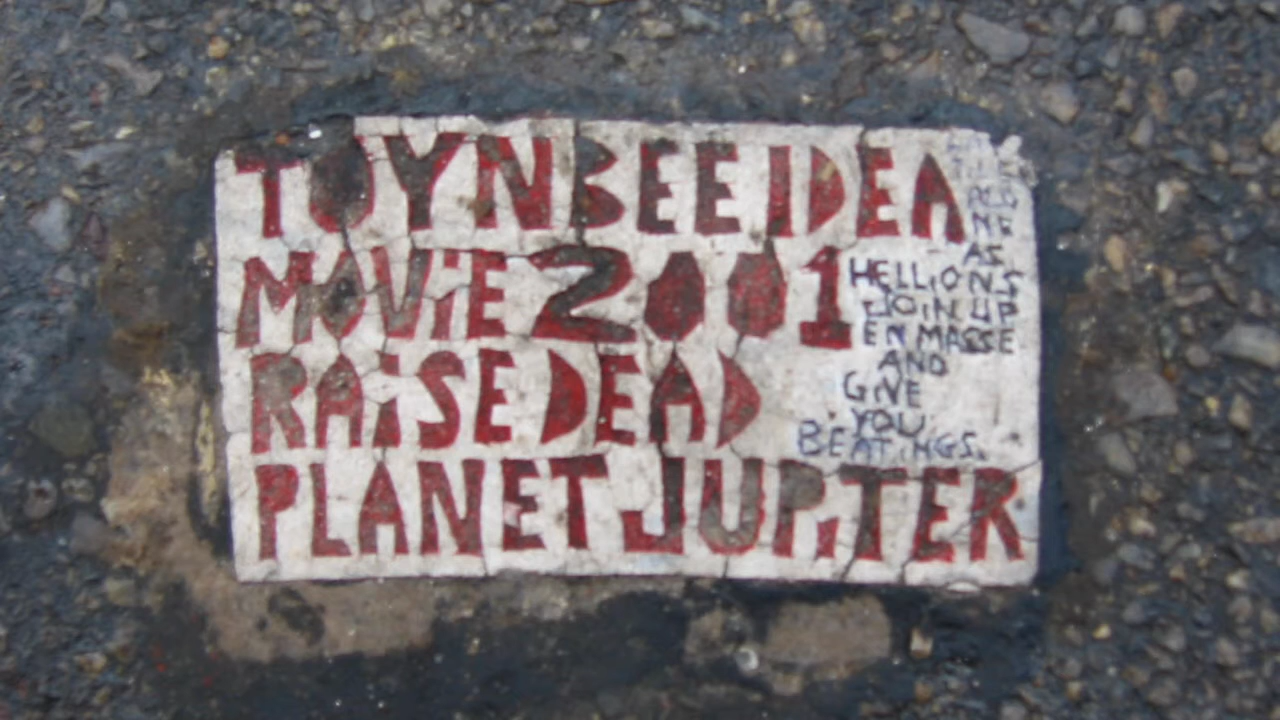 TOYNBEE IDEA
MOViE 2001
RAiSE DEAD
PLANET JUPiTER
HELLiONS
JOiN UP
EN MASSE
AND
GiVE
YOU
BEATiNGS.